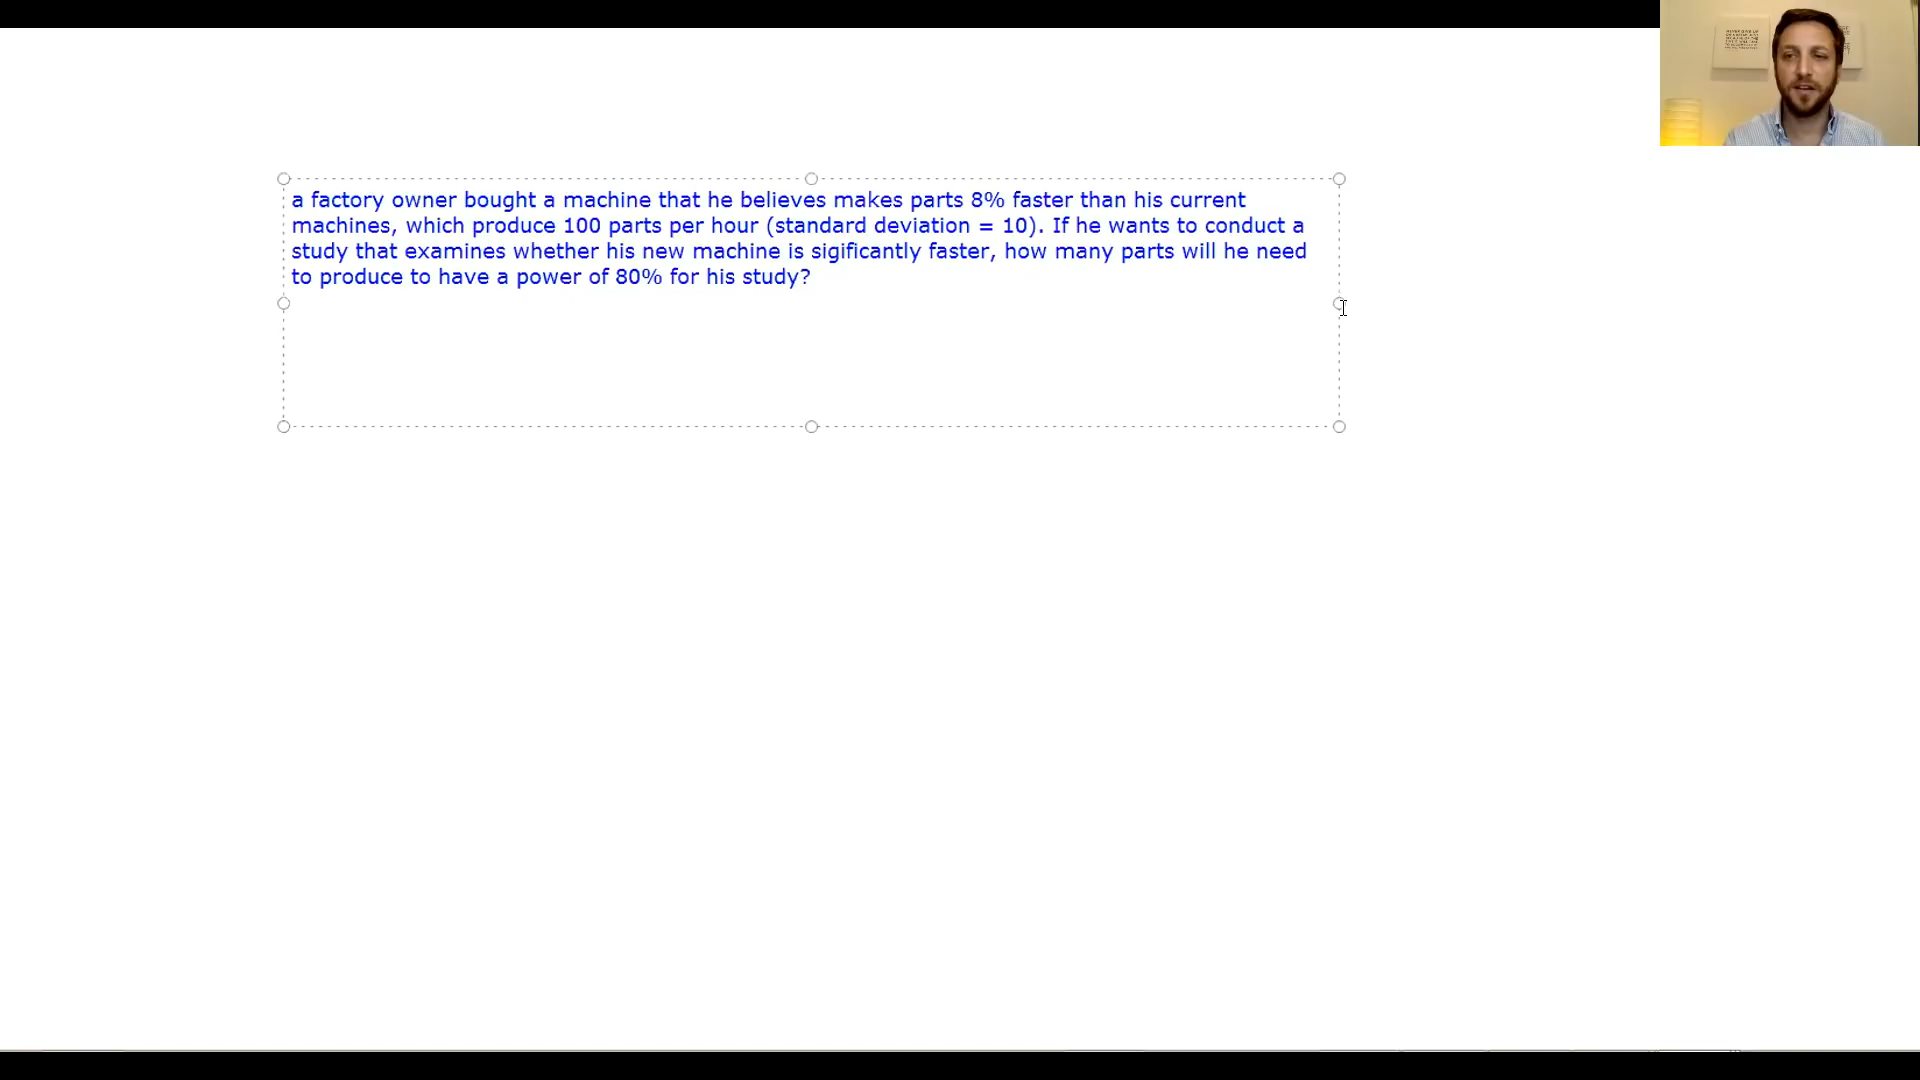 a factory owner bought a machine that he believes makes parts 8% faster than his current
machines, which produce 100 parts per hour (standard deviation = 10). If he wants to conduct a
study that examines whether his new machine is sigificantly faster, how many parts will he need
to produce to have a power of 80% for his study?